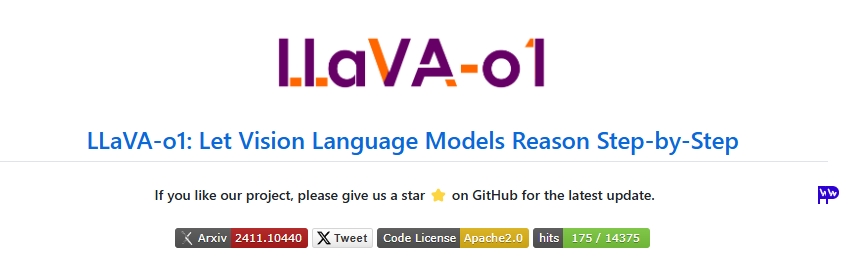 LLaVA-o1
LLaVA-o1: Let Vision Language Models Reason Step-by-Step
If you like our project, please give us a star ⭐ on GitHub for the latest update.
Arxiv 2411.10440 Tweet Code License Apache2.0 hits 175 / 14375